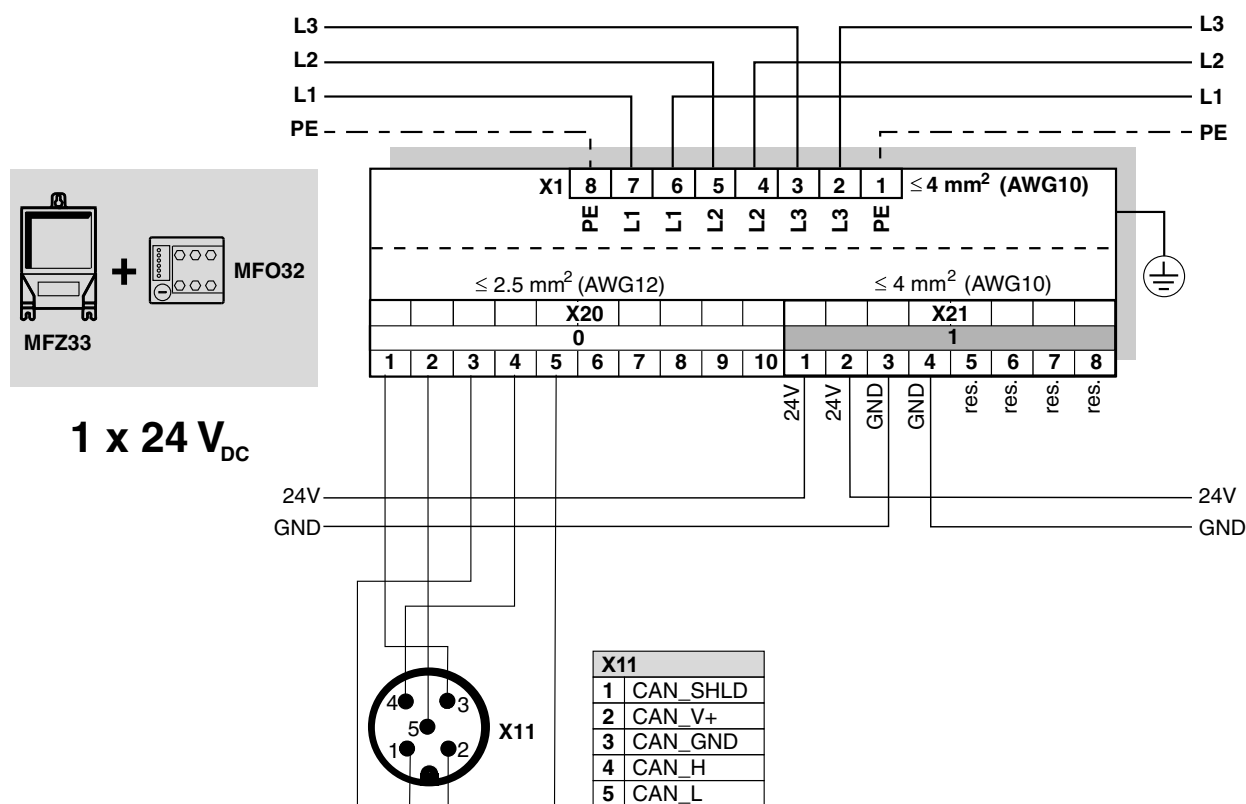 L3 L3
L2 L2
L1 L1
PE PE
X1 8 7 6 5 4 3 2 1 ≤ 4 mm² (AWG10)
PE L1 L1 L2 L2 L3 L3 PE
MFO32
MFZ33
≤ 2.5 mm² (AWG12) ≤ 4 mm² (AWG10)
X20 X21
0 1
1 2 3 4 5 6 7 8 9 10 1 2 3 4 5 6 7 8
24V 24V GND GND res. res. res. res.
1 x 24 V_DC
24V 24V
GND GND
X11
1 CAN_SHLD
2 CAN_V+
3 CAN_GND
4 CAN_H
5 CAN_L
4 3
5 X11
1 2